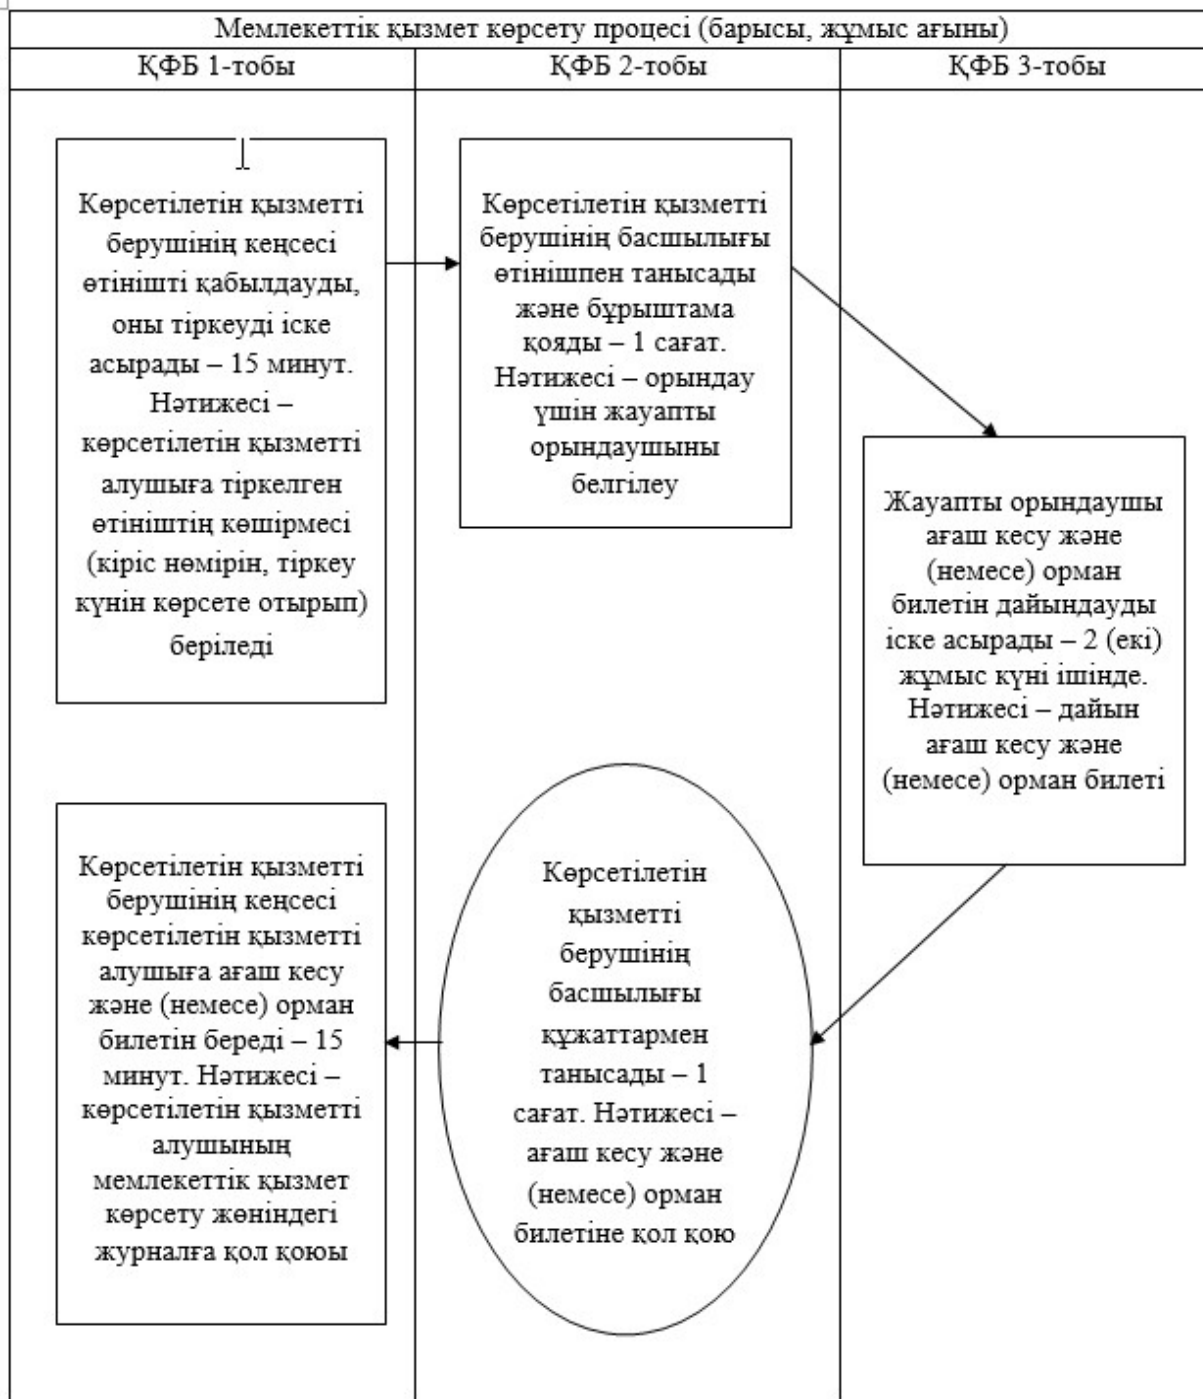 Мемлекеттік қызмет көрсету процесі (барысы, жұмыс ағыны)
ҚФБ 1-тобы
ҚФБ 2-тобы
ҚФБ 3-тобы
Көрсетілетін қызметті
берушінің кеңсесі
өтінішті қабылдауды,
оны тіркеуді іске
асырады – 15 минут.
Нәтижесі –
көрсетілетін қызметті
алушыға тіркелген
өтініштің көшірмесі
(кіріс нөмірін, тіркеу
күнін көрсете отырып)
беріледі
Көрсетілетін қызметті
берушінің басшылығы
өтінішпен танысады
және бұрыштама
қояды – 1 сағат.
Нәтижесі – орындау
үшін жауапты
орындаушыны
белгілеу
Жауапты орындаушы
ағаш кесу және
(немесе) орман
билетін дайындауды
іске асырады – 2 (екі)
жұмыс күні ішінде.
Нәтижесі – дайын
ағаш кесу және
(немесе) орман билеті
Көрсетілетін
қызметті
берушінің
басшылығы
құжаттармен
танысады – 1
сағат. Нәтижесі –
ағаш кесу және
(немесе) орман
билетіне қол қою
Көрсетілетін қызметті
берушінің кеңсесі
көрсетілетін қызметті
алушыға ағаш кесу
және (немесе) орман
билетін береді – 15
минут. Нәтижесі –
көрсетілетін қызметті
алушының
мемлекеттік қызмет
көрсету жөніндегі
журналға қол қоюы